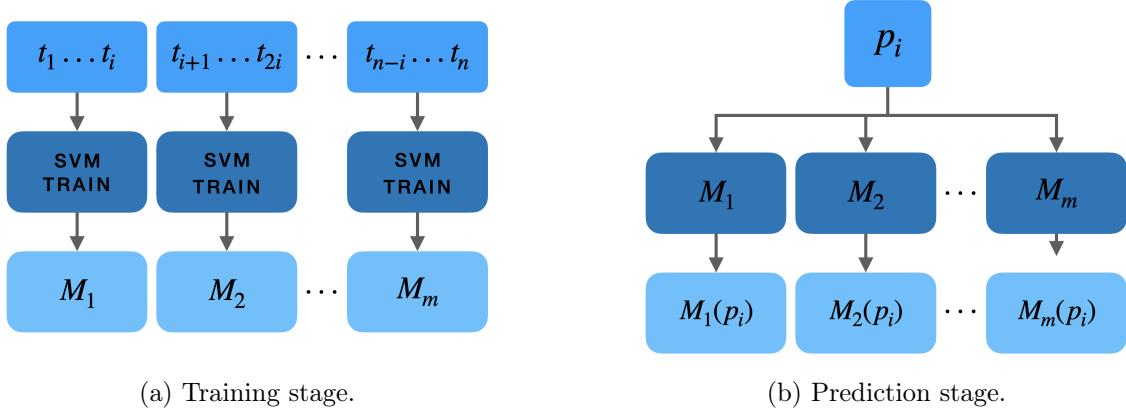 t₁ … tᵢ tᵢ₊₁ … t₂ᵢ … tₙ₋ᵢ … tₙ
SVM TRAIN SVM TRAIN SVM TRAIN
M₁ M₂ … Mₘ
(a) Training stage.
pᵢ
M₁ M₂ … Mₘ
M₁(pᵢ) M₂(pᵢ) … Mₘ(pᵢ)
(b) Prediction stage.